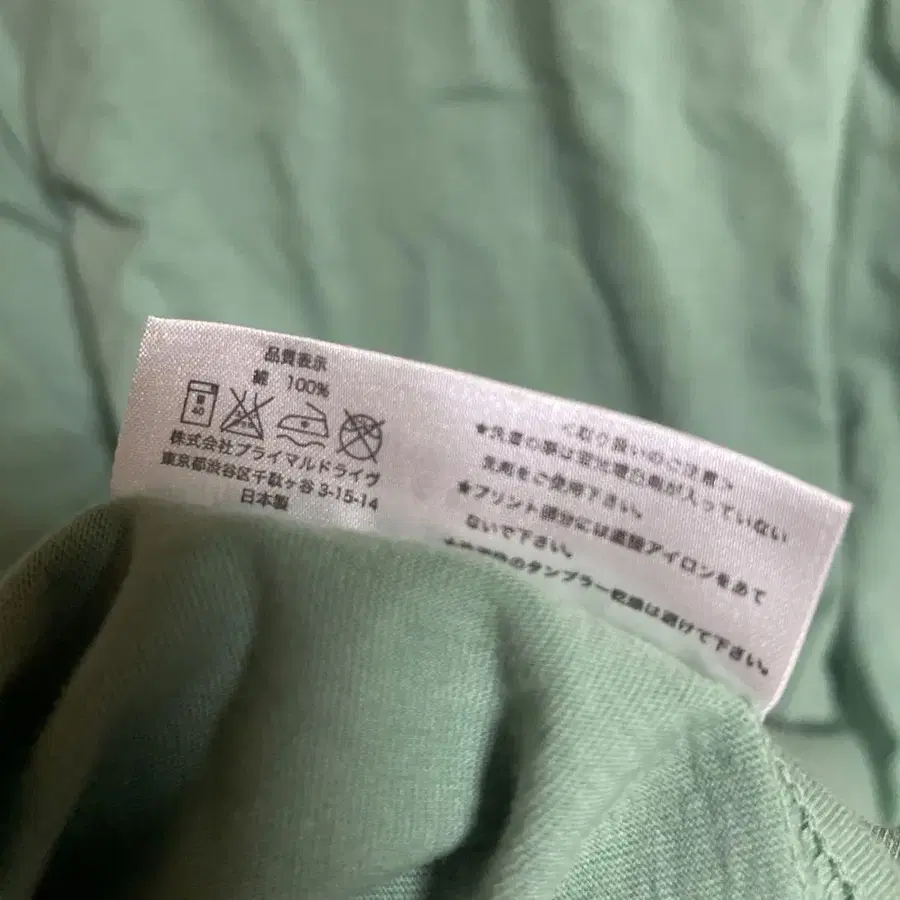 品質表示
綿 100%
40
株式会社プライマルドライヴ
東京都渋谷区千駄ヶ谷 3-15-14
日本製
＜取り扱いのご注意＞
★洗濯の事は蛍光増白剤が入っていない
洗剤をご使用下さい。
★プリント部分には直接アイロンをあて
ないで下さい。
のタンブラー乾燥は避けて下さい。